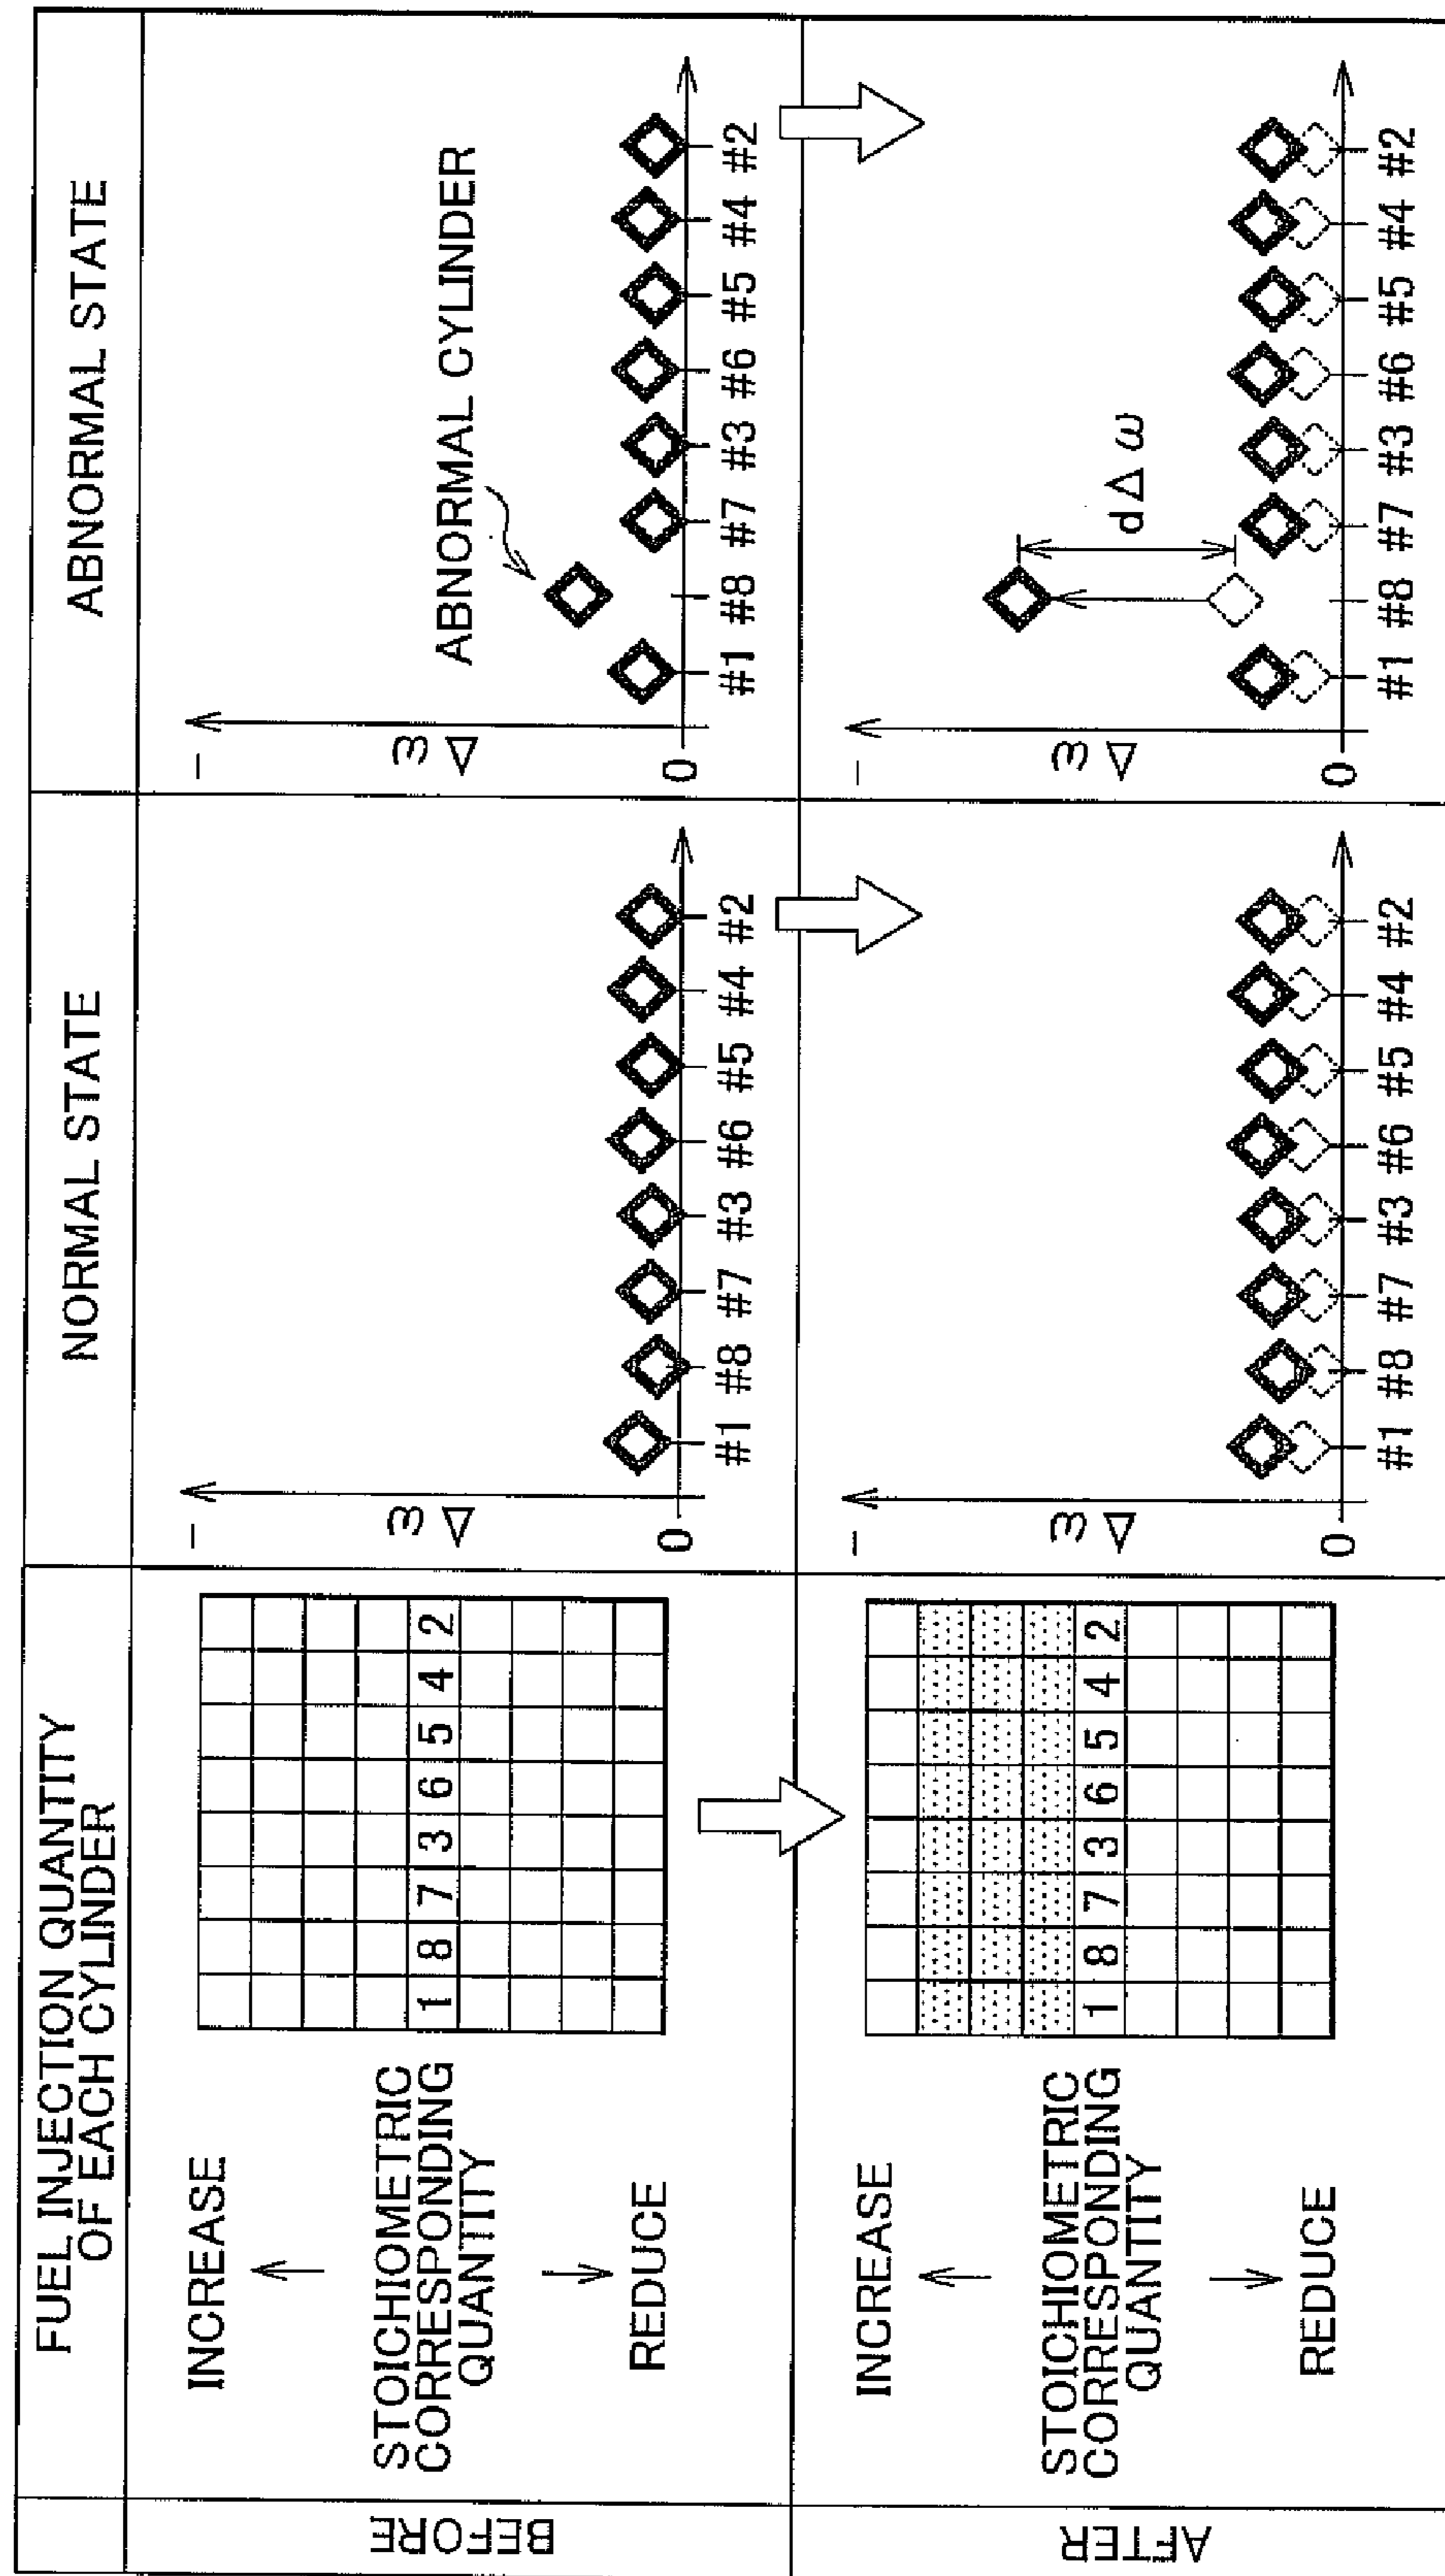 FUEL INJECTION QUANTITY
OF EACH CYLINDER
NORMAL STATE
ABNORMAL STATE
BEFORE
INCREASE
STOICHIOMETRIC
CORRESPONDING
QUANTITY
REDUCE
1 8 7 3 6 5 4 2
−
Δω
0
#1 #8 #7 #3 #6 #5 #4 #2
−
Δω
0
ABNORMAL CYLINDER
#1 #8 #7 #3 #6 #5 #4 #2
AFTER
INCREASE
STOICHIOMETRIC
CORRESPONDING
QUANTITY
REDUCE
1 8 7 3 6 5 4 2
−
Δω
0
#1 #8 #7 #3 #6 #5 #4 #2
−
Δω
0
dΔω
#1 #8 #7 #3 #6 #5 #4 #2